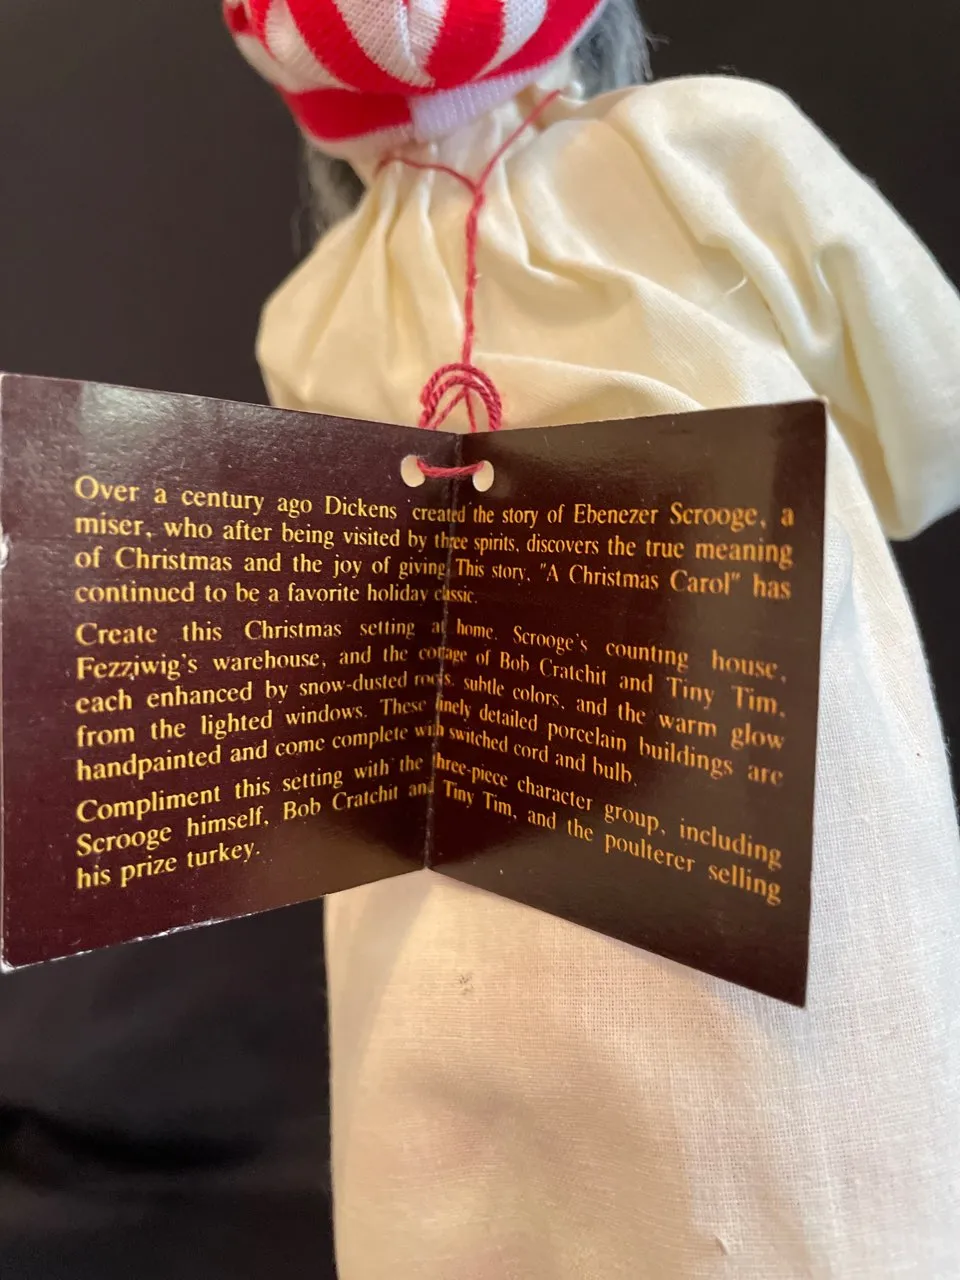 Over a century ago Dickens created the story of Ebenezer Scrooge, a
miser, who after being visited by three spirits, discovers the true meaning
of Christmas and the joy of giving. This story, "A Christmas Carol" has
continued to be a favorite holiday classic.
Create this Christmas setting at home. Scrooge's counting house,
Fezziwig's warehouse, and the cottage of Bob Cratchit and Tiny Tim,
each enhanced by snow-dusted roofs, subtle colors, and the warm glow
from the lighted windows. These finely detailed porcelain buildings are
handpainted and come complete with switched cord and bulb.
Compliment this setting with the three-piece character group, including
Scrooge himself, Bob Cratchit and Tiny Tim, and the poulterer selling
his prize turkey.